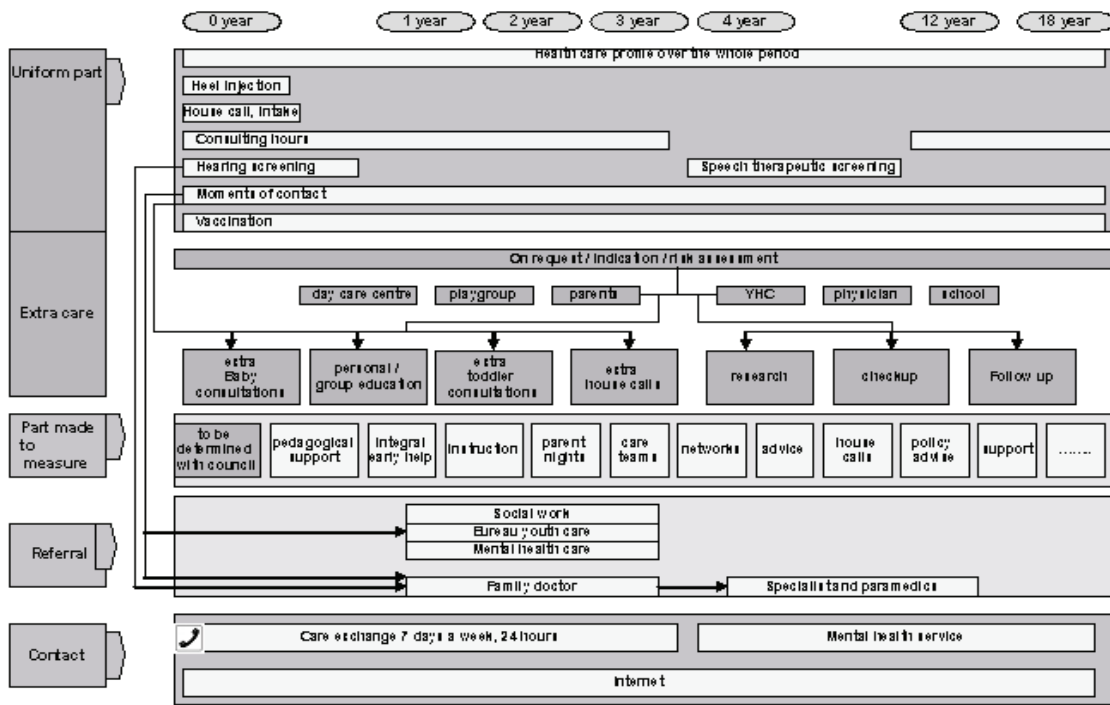 0 year
1 year
2 year
3 year
4 year
12 year
18 year
Uniform part
Health care profile over the whole period
Heel injection
House call, intake
Consulting hours
Hearing screening
Speech therapeutic screening
Moments of contact
Vaccination
Extra care
On request / indication / risk assessment
day care centre
playgroup
parents
YHC
physician
school
extra
Baby
consultations
personal /
group education
extra
toddler
consultations
extra
house calls
research
checkup
Follow up
Part made
to
measure
to be
determined
with council
pedagogical
support
integral
early help
instruction
parent
nights
care
teams
networks
advice
house
calls
policy
advise
support
.......
Referral
Social work
Bureau youth care
Mental health care
Family doctor
Specialist and paramedics
Contact
Care exchange 7 days a week, 24 hours
Mental health service
Internet